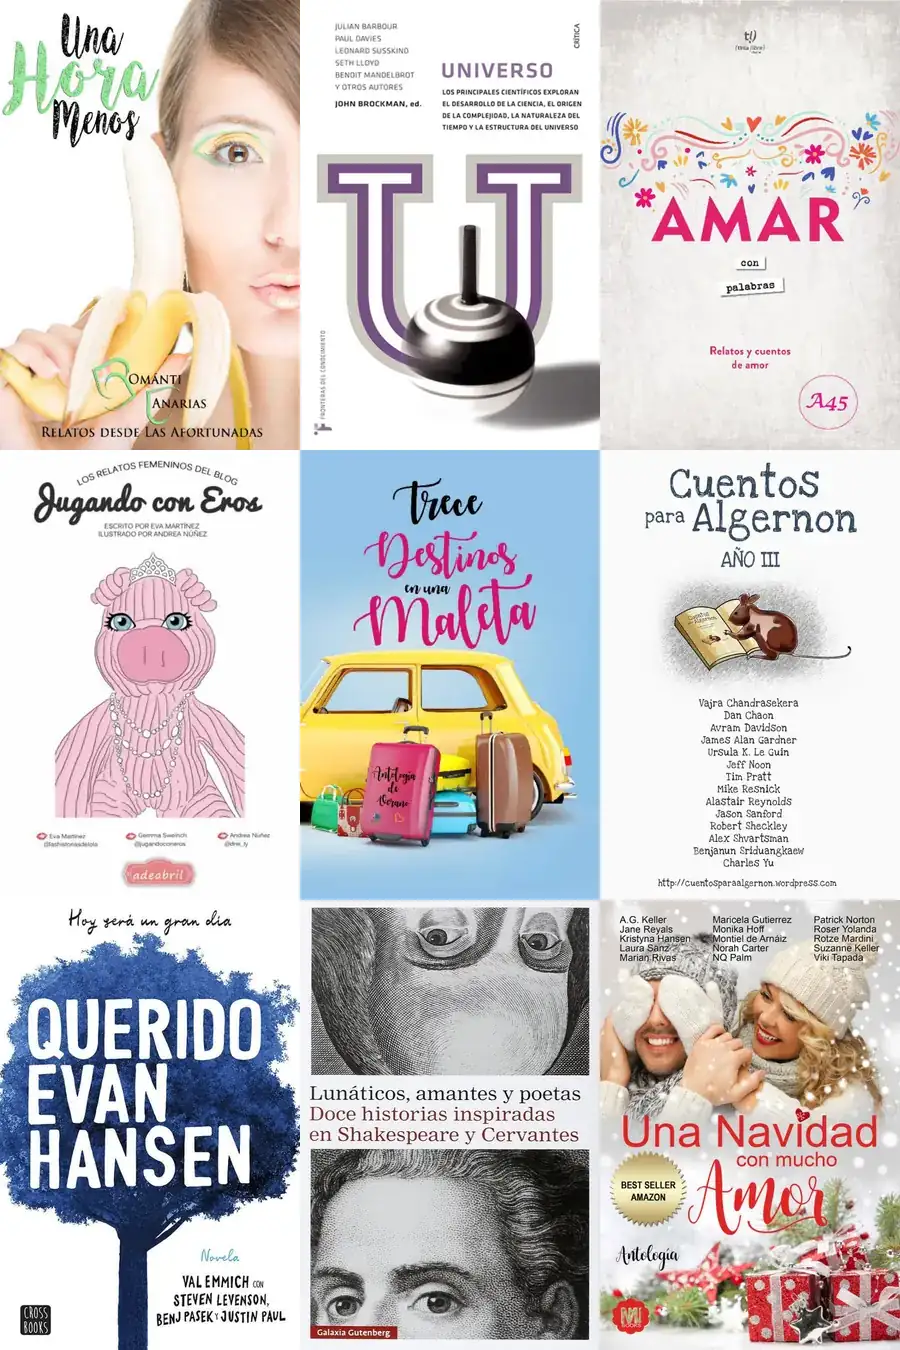 Una
Hora
Menos
Románti
Canarias
Relatos desde Las Afortunadas
JULIAN BARBOUR
PAUL DAVIES
LEONARD SUSSKIND
SETH LLOYD
BENOIT MANDELBROT
Y OTROS AUTORES
JOHN BROCKMAN, ed.
CRÍTICA
UNIVERSO
LOS PRINCIPALES CIENTÍFICOS EXPLORAN
EL DESARROLLO DE LA CIENCIA, EL ORIGEN
DE LA COMPLEJIDAD, LA NATURALEZA DEL
TIEMPO Y LA ESTRUCTURA DEL UNIVERSO
U
FRONTERAS DEL CONOCIMIENTO
AMAR
con
palabras
Relatos y cuentos
de amor
A45
LOS RELATOS FEMENINOS DEL BLOG
Jugando con Eros
ESCRITO POR EVA MARTÍNEZ
ILUSTRADO POR ANDREA NÚÑEZ
Eva Martínez
@lashistoriasdelola
Gemma Sweinch
@jugandoconeros
Andrea Núñez
@drei_ly
adeabril
Trece
Destinos
en una
Maleta
Antología
de
Verano
Cuentos
para Algernon
AÑO III
Cuentos
para
Algernon
Vajra Chandrasekera
Dan Chaon
Avram Davidson
James Alan Gardner
Ursula K. Le Guin
Jeff Noon
Tim Pratt
Mike Resnick
Alastair Reynolds
Jason Sanford
Robert Sheckley
Alex Shvartsman
Benjanun Sriduangkaew
Charles Yu
http://cuentosparaalgernon.wordpress.com
Hoy será un gran día
QUERIDO
EVAN
HANSEN
Novela
VAL EMMICH CON
STEVEN LEVENSON,
BENJ PASEK Y JUSTIN PAUL
CROSS
BOOKS
Lunáticos, amantes y poetas
Doce historias inspiradas
en Shakespeare y Cervantes
Galaxia Gutenberg
A.G. Keller
Jane Reyals
Kristyna Hansen
Laura Sanz
Marian Rivas
Maricela Gutierrez
Monika Hoff
Montiel de Arnáiz
Norah Carter
NQ Palm
Patrick Norton
Roser Yolanda
Rotze Mardini
Suzanne Keller
Viki Tapada
Una Navidad
con mucho
Amor
BEST SELLER
AMAZON
Antología
M
BOOKS